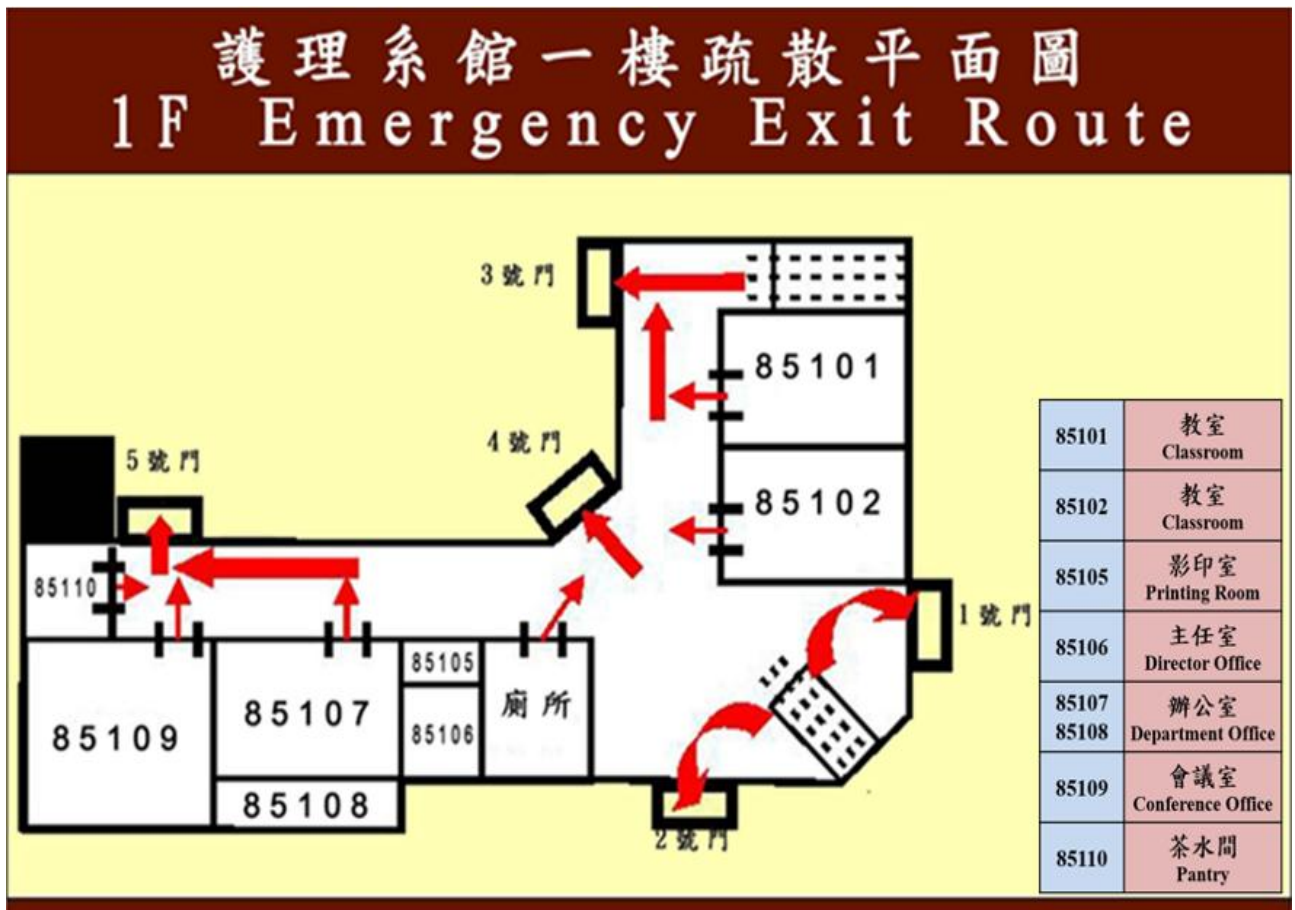 護理系館一樓疏散平面圖
1F Emergency Exit Route
3號門
85101
4號門
85102
5號門
85110
1號門
85105
廁所
85107
85109
85106
85108
2號門
85101
教室
Classroom
85102
教室
Classroom
85105
影印室
Printing Room
85106
主任室
Director Office
85107
85108
辦公室
Department Office
85109
會議室
Conference Office
85110
茶水間
Pantry